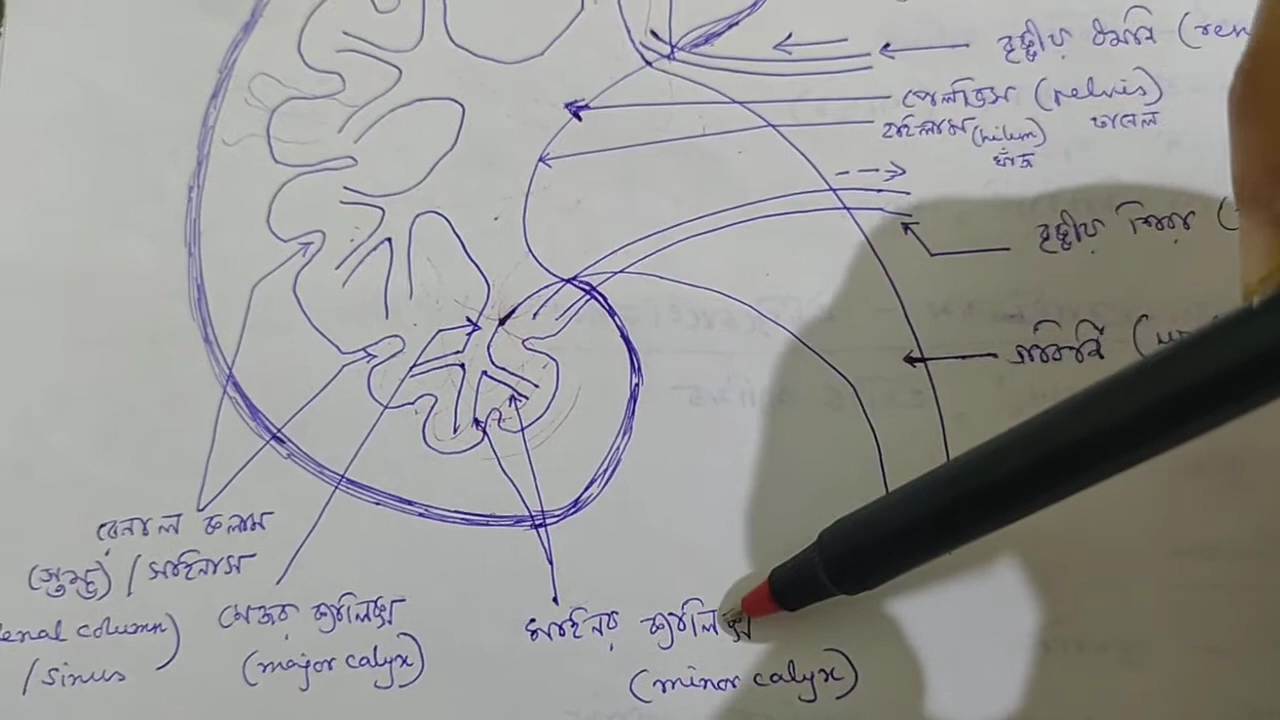 বৃক্কীয় ধমনি (ren
পেলভিস (pelvis)
হাইলাম (hilum)
খাঁজ
বৃক্কীয় শিরা (
গবিনী
রেনাল কলাম
(স্তম্ভ) / সাইনাস
enal column)
/ sinus
মেজর ক্যালিক্স
(major calyx)
মাইনর ক্যালিক্স
(minor calyx)